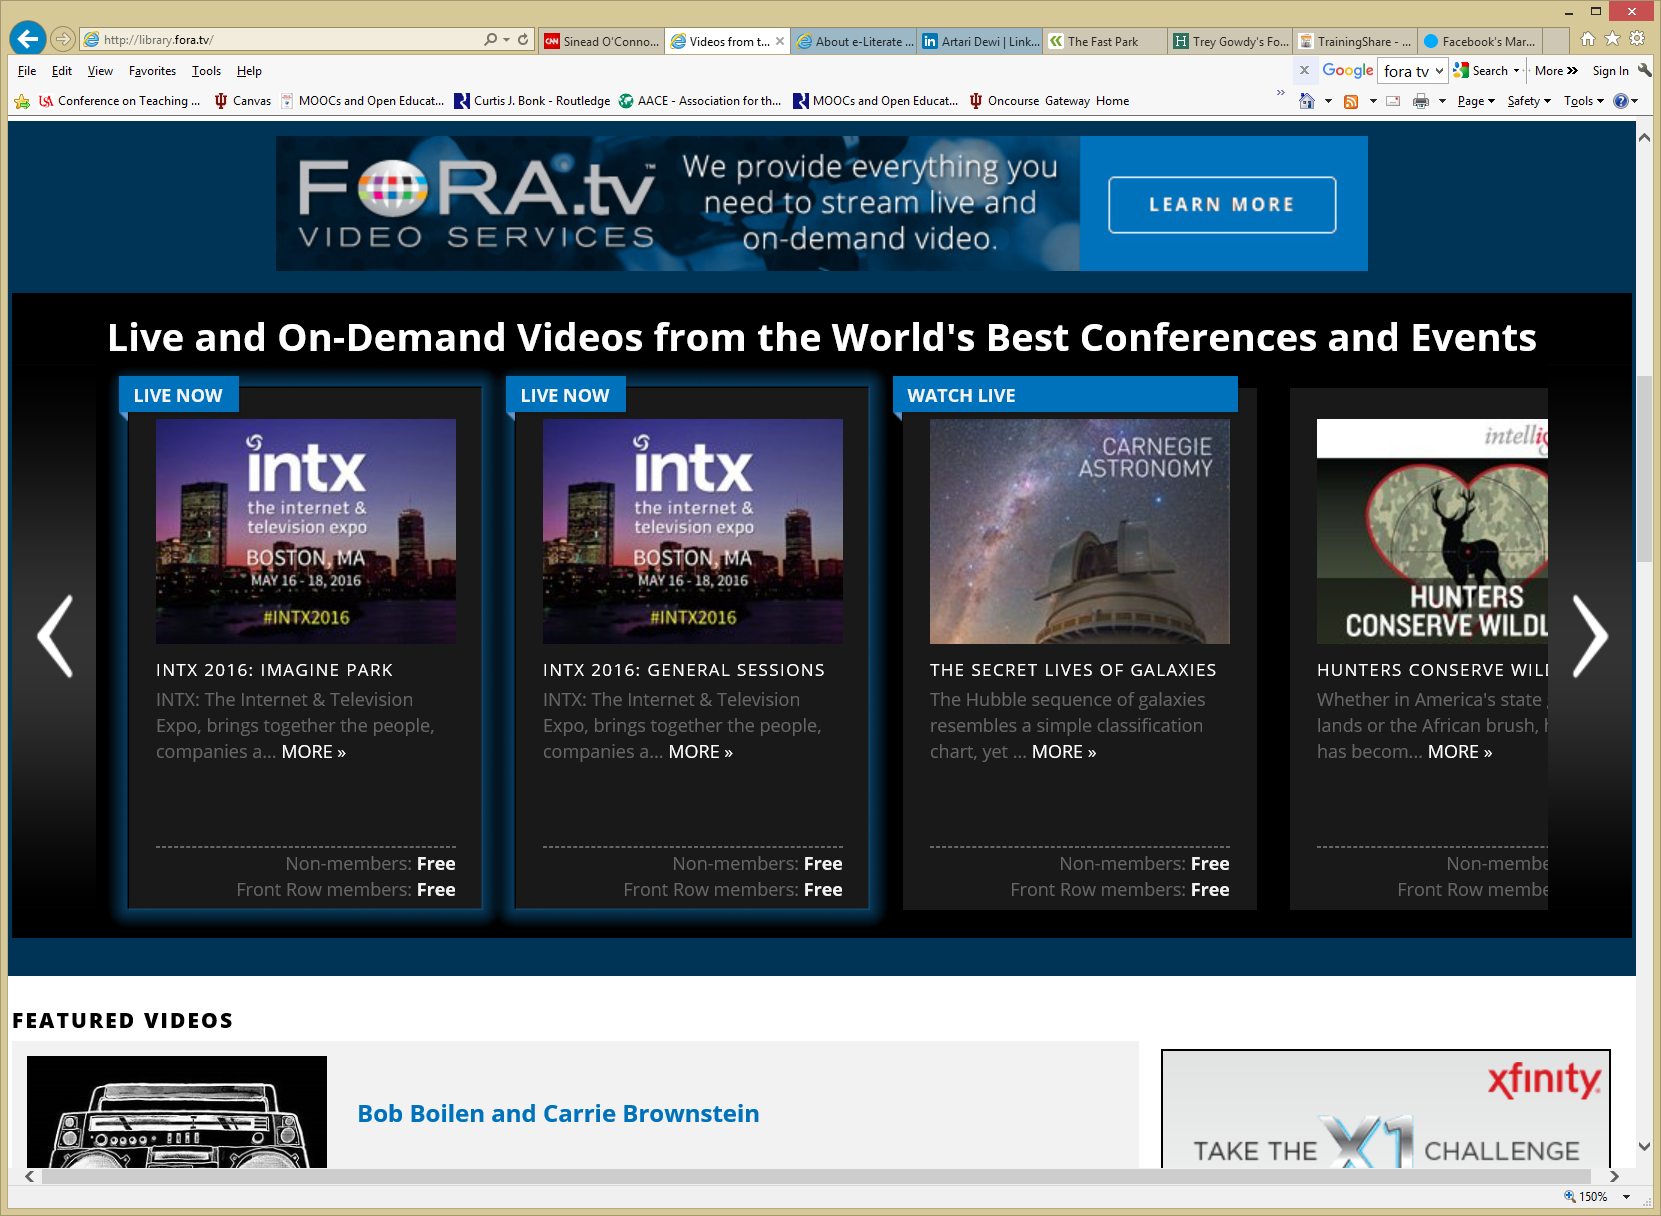 http://library.fora.tv/
Sinead O'Conno...
Videos from t...
About e-Literate ...
Artari Dewi | Link...
The Fast Park
Trey Gowdy's Fo...
TrainingShare - ...
Facebook's Mar...
File Edit View Favorites Tools Help
x Google fora tv Search More » Sign In
Conference on Teaching ... Canvas MOOCs and Open Educat... Curtis J. Bonk - Routledge AACE - Association for th... MOOCs and Open Educat... Oncourse Gateway Home
» Page Safety Tools
FORA.tv™
VIDEO SERVICES
We provide everything you
need to stream live and
on-demand video.
LEARN MORE
Live and On-Demand Videos from the World's Best Conferences and Events
LIVE NOW
intx
the internet &
television expo
BOSTON, MA
MAY 16 - 18, 2016
#INTX2016
INTX 2016: IMAGINE PARK
INTX: The Internet & Television
Expo, brings together the people,
companies a... MORE »
Non-members: Free
Front Row members: Free
LIVE NOW
intx
the internet &
television expo
BOSTON, MA
MAY 16 - 18, 2016
#INTX2016
INTX 2016: GENERAL SESSIONS
INTX: The Internet & Television
Expo, brings together the people,
companies a... MORE »
Non-members: Free
Front Row members: Free
WATCH LIVE
CARNEGIE
ASTRONOMY
THE SECRET LIVES OF GALAXIES
The Hubble sequence of galaxies
resembles a simple classification
chart, yet ... MORE »
Non-members: Free
Front Row members: Free
intelli
HUNTERS
CONSERVE WILDL
HUNTERS CONSERVE WIL
Whether in America's state
lands or the African brush, h
has becom... MORE »
Non-membe
Front Row membe
FEATURED VIDEOS
Bob Boilen and Carrie Brownstein
xfinity
TAKE THE X1 CHALLENGE
150%